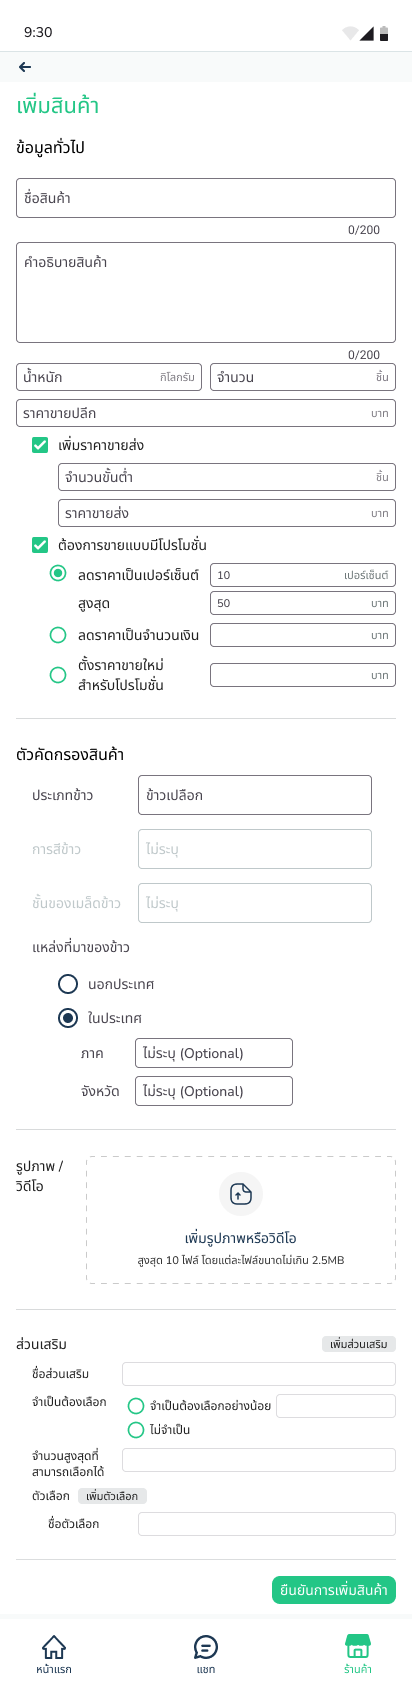 9:30
เพิ่มสินค้า
ข้อมูลทั่วไป
ชื่อสินค้า
0/200
คำอธิบายสินค้า
0/200
น้ำหนัก กิโลกรัม จำนวน ชิ้น
ราคาขายปลีก บาท
เพิ่มราคาขายส่ง
จำนวนขั้นต่ำ ชิ้น
ราคาขายส่ง บาท
ต้องการขายแบบมีโปรโมชั่น
ลดราคาเป็นเปอร์เซ็นต์ 10 เปอร์เซ็นต์
สูงสุด 50 บาท
ลดราคาเป็นจำนวนเงิน บาท
ตั้งราคาขายใหม่
สำหรับโปรโมชั่น บาท
ตัวคัดกรองสินค้า
ประเภทข้าว ข้าวเปลือก
การสีข้าว ไม่ระบุ
ชั้นของเมล็ดข้าว ไม่ระบุ
แหล่งที่มาของข้าว
นอกประเทศ
ในประเทศ
ภาค ไม่ระบุ (Optional)
จังหวัด ไม่ระบุ (Optional)
รูปภาพ /
วิดีโอ
เพิ่มรูปภาพหรือวิดีโอ
สูงสุด 10 ไฟล์ โดยแต่ละไฟล์ขนาดไม่เกิน 2.5MB
ส่วนเสริม เพิ่มส่วนเสริม
ชื่อส่วนเสริม
จำเป็นต้องเลือก จำเป็นต้องเลือกอย่างน้อย
ไม่จำเป็น
จำนวนสูงสุดที่
สามารถเลือกได้
ตัวเลือก เพิ่มตัวเลือก
ชื่อตัวเลือก
ยืนยันการเพิ่มสินค้า
หน้าแรก แชท ร้านค้า